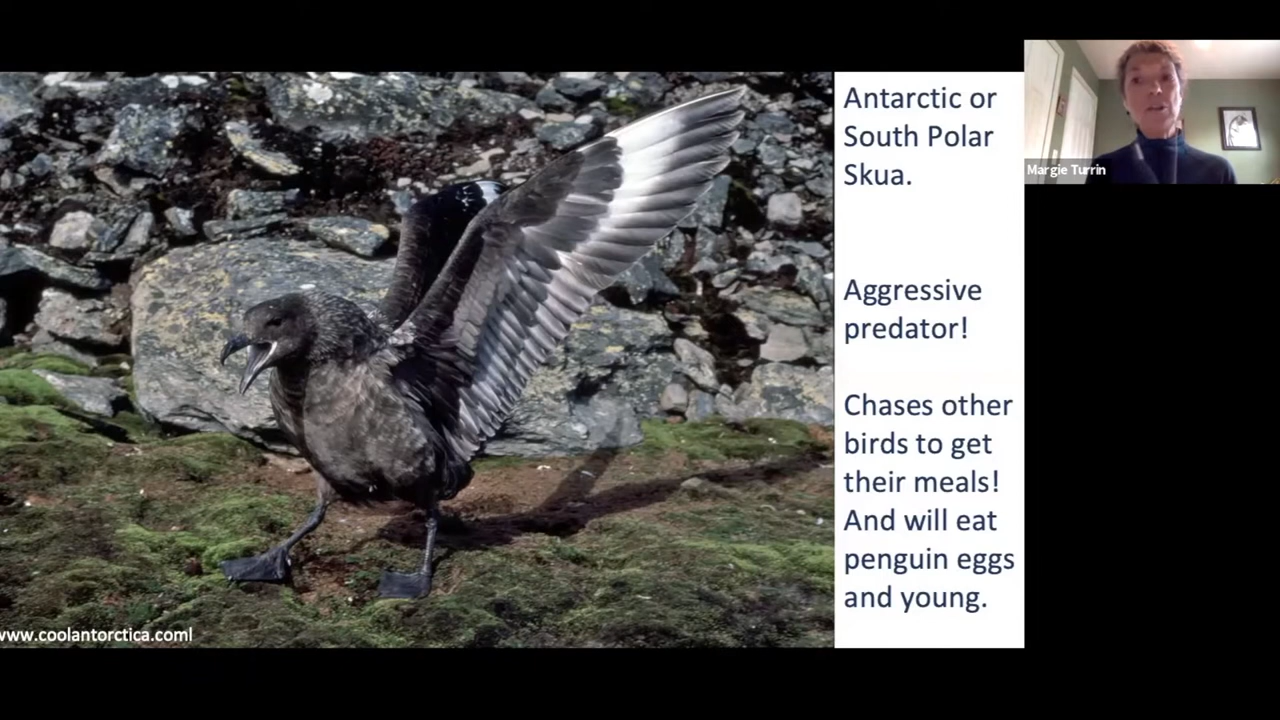 Antarctic or
South Polar
Skua.
Aggressive
predator!
Chases other
birds to get
their meals!
And will eat
penguin eggs
and young.
Margie Turrin
www.coolantorctica.coml